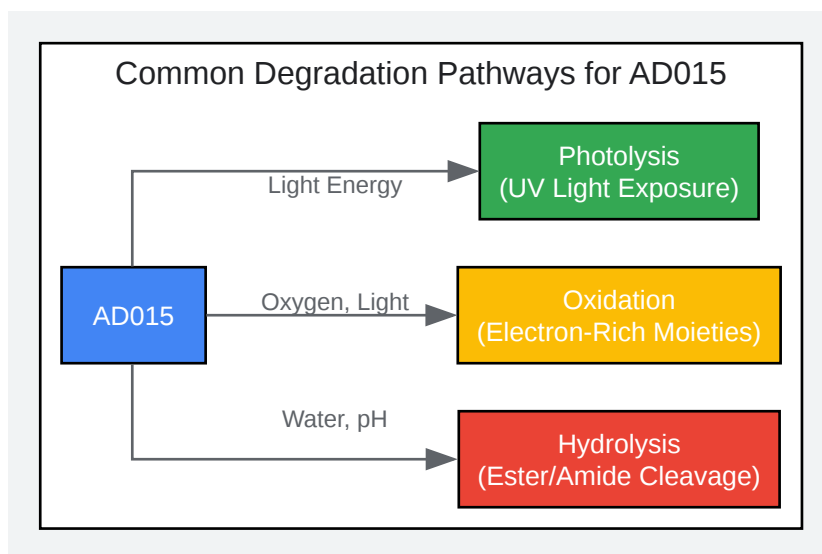 Common Degradation Pathways for AD015
Photolysis
(UV Light Exposure)
Light Energy
AD015
Oxygen, Light
Oxidation
(Electron-Rich Moieties)
Water, pH
Hydrolysis
(Ester/Amide Cleavage)